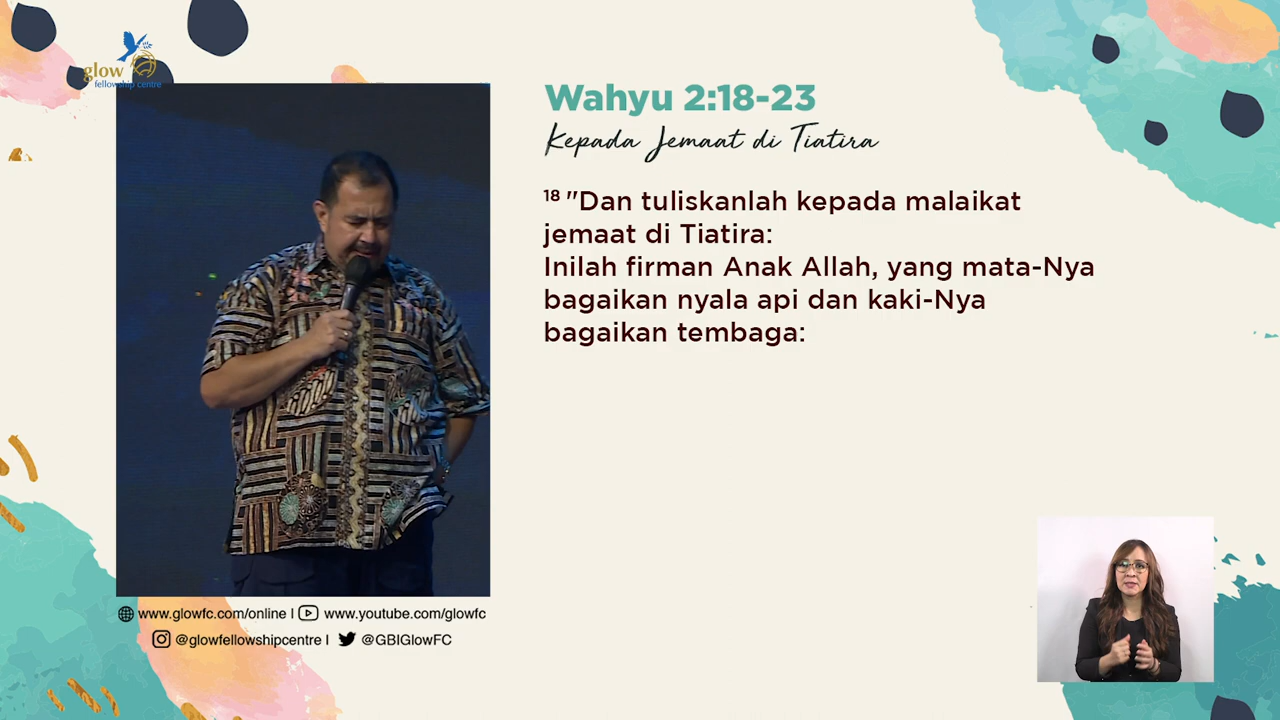 glow
fellowship centre
Wahyu 2:18-23
Kepada Jemaat di Tiatira
18 "Dan tuliskanlah kepada malaikat
jemaat di Tiatira:
Inilah firman Anak Allah, yang mata-Nya
bagaikan nyala api dan kaki-Nya
bagaikan tembaga:
www.glowfc.com/online I www.youtube.com/glowfc
@glowfellowshipcentre I @GBIGlowFC